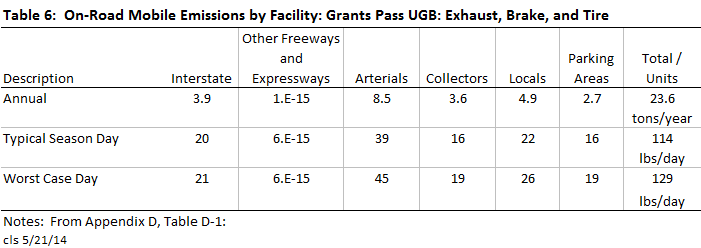 Table 6: On-Road Mobile Emissions by Facility: Grants Pass UGB: Exhaust, Brake, and Tire
Description Interstate Other Freeways and Expressways Arterials Collectors Locals Parking Areas Total / Units
Annual 3.9 1.E-15 8.5 3.6 4.9 2.7 23.6
tons/year
Typical Season Day 20 6.E-15 39 16 22 16 114
lbs/day
Worst Case Day 21 6.E-15 45 19 26 19 129
lbs/day
Notes: From Appendix D, Table D-1:
cls 5/21/14